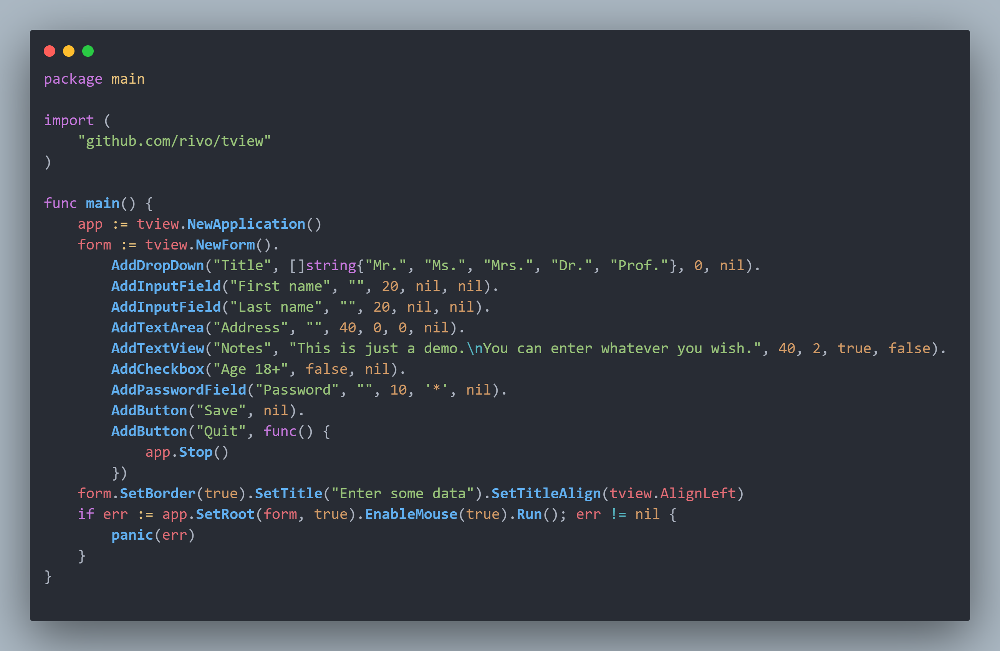 package main

import (
    "github.com/rivo/tview"
)

func main() {
    app := tview.NewApplication()
    form := tview.NewForm().
        AddDropDown("Title", []string{"Mr.", "Ms.", "Mrs.", "Dr.", "Prof."}, 0, nil).
        AddInputField("First name", "", 20, nil, nil).
        AddInputField("Last name", "", 20, nil, nil).
        AddTextArea("Address", "", 40, 0, 0, nil).
        AddTextView("Notes", "This is just a demo.\nYou can enter whatever you wish.", 40, 2, true, false).
        AddCheckbox("Age 18+", false, nil).
        AddPasswordField("Password", "", 10, '*', nil).
        AddButton("Save", nil).
        AddButton("Quit", func() {
            app.Stop()
        })
    form.SetBorder(true).SetTitle("Enter some data").SetTitleAlign(tview.AlignLeft)
    if err := app.SetRoot(form, true).EnableMouse(true).Run(); err != nil {
        panic(err)
    }
}